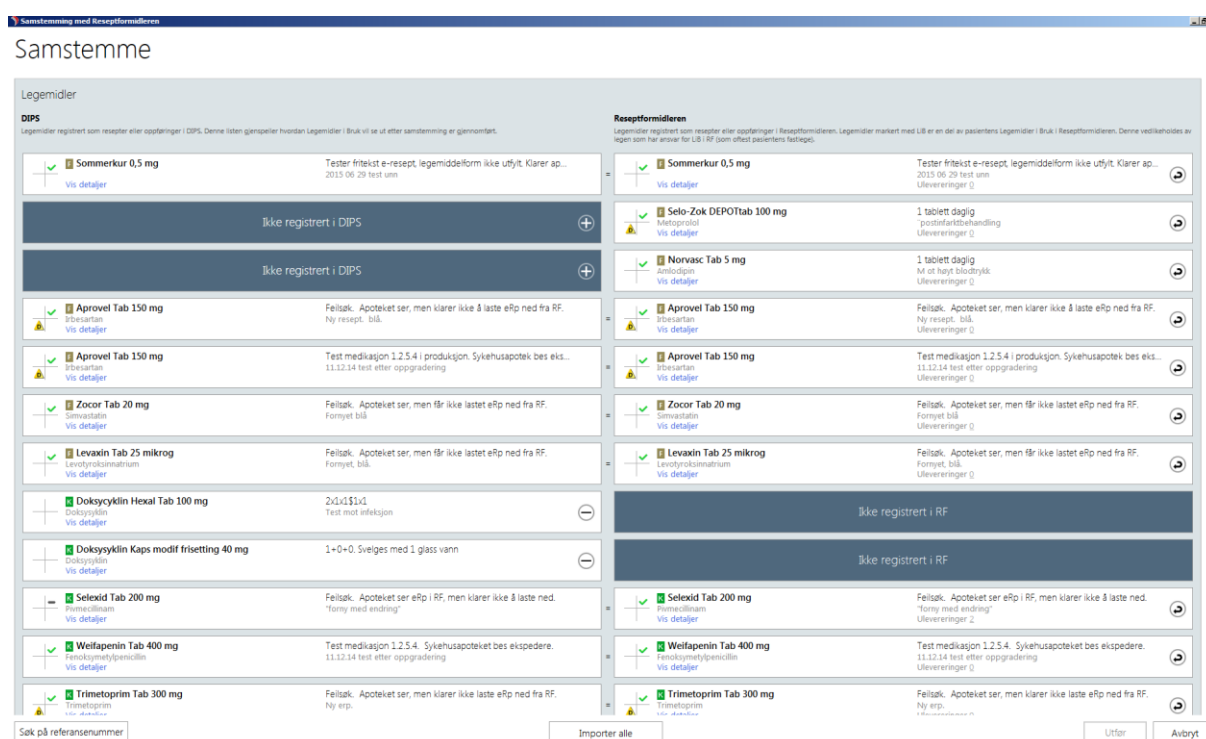 Samstemming med Reseptformidleren
Samstemme
Legemidler
DIPS
Legemidler registrert som resepter eller oppføringer i DIPS. Denne listen gjenspeiler hvordan Legemidler i Bruk vil se ut etter samstemming er gjennomført.
Reseptformidleren
Legemidler registrert som resepter eller oppføringer i Reseptformidleren. Legemidler markert med LiB er en del av pasientens Legemidler i Bruk i Reseptformidleren. Denne vedlikeholdes av
legen som har ansvar for LiB i RF (som oftest pasientens fastlege).
F Sommerkur 0,5 mg
Vis detaljer
Tester fritekst e-resept, legemiddelform ikke utfylt. Klarer ap...
2015 06 29 test unn
=
F Sommerkur 0,5 mg
Vis detaljer
Tester fritekst e-resept, legemiddelform ikke utfylt. Klarer ap...
2015 06 29 test unn
Ulevereringer 0
Ikke registrert i DIPS
F Selo-Zok DEPOTtab 100 mg
Metoprolol
Vis detaljer
1 tablett daglig
¨postinfarktbehandling
Ulevereringer 0
Ikke registrert i DIPS
F Norvasc Tab 5 mg
Amlodipin
Vis detaljer
1 tablett daglig
M ot høyt blodtrykk
Ulevereringer 0
F Aprovel Tab 150 mg
Irbesartan
Vis detaljer
Feilsøk.  Apoteket ser, men klarer ikke å laste eRp ned fra RF.
Ny resept.  blå.
=
F Aprovel Tab 150 mg
Irbesartan
Vis detaljer
Feilsøk.  Apoteket ser, men klarer ikke å laste eRp ned fra RF.
Ny resept.  blå.
Ulevereringer 0
F Aprovel Tab 150 mg
Irbesartan
Vis detaljer
Test medikasjon 1.2.5.4 i produksjon. Sykehusapotek bes eks...
11.12.14 test etter oppgradering
=
F Aprovel Tab 150 mg
Irbesartan
Vis detaljer
Test medikasjon 1.2.5.4 i produksjon. Sykehusapotek bes eks...
11.12.14 test etter oppgradering
Ulevereringer 0
F Zocor Tab 20 mg
Simvastatin
Vis detaljer
Feilsøk.  Apoteket ser, men får ikke lastet eRp ned fra RF.
Fornyet blå
=
F Zocor Tab 20 mg
Simvastatin
Vis detaljer
Feilsøk.  Apoteket ser, men får ikke lastet eRp ned fra RF.
Fornyet blå
Ulevereringer 0
F Levaxin Tab 25 mikrog
Levotyroksinnatrium
Vis detaljer
Feilsøk.  Apoteket ser, men får ikke lastet eRp ned fra RF.
Fornyet, blå.
=
F Levaxin Tab 25 mikrog
Levotyroksinnatrium
Vis detaljer
Feilsøk.  Apoteket ser, men får ikke lastet eRp ned fra RF.
Fornyet, blå.
Ulevereringer 0
K Doksycyklin Hexal Tab 100 mg
Doksysyklin
Vis detaljer
2x1x1$1x1
Test mot infeksjon
Ikke registrert i RF
K Doksysyklin Kaps modif frisetting 40 mg
Doksysyklin
Vis detaljer
1+0+0. Svelges med 1 glass vann
Ikke registrert i RF
K Selexid Tab 200 mg
Pivmecillinam
Vis detaljer
Feilsøk.  Apoteket ser eRp i RF, men klarer ikke å laste ned.
"forny med endring"
=
K Selexid Tab 200 mg
Pivmecillinam
Vis detaljer
Feilsøk.  Apoteket ser eRp i RF, men klarer ikke å laste ned.
"forny med endring"
Ulevereringer 2
K Weifapenin Tab 400 mg
Fenoksymetylpenicillin
Vis detaljer
Test medikasjon 1.2.5.4.  Sykehusapoteket bes ekspedere.
11.12.14 test etter oppgradering
=
K Weifapenin Tab 400 mg
Fenoksymetylpenicillin
Vis detaljer
Test medikasjon 1.2.5.4.  Sykehusapoteket bes ekspedere.
11.12.14 test etter oppgradering
Ulevereringer 0
K Trimetoprim Tab 300 mg
Trimetoprim
Vis detaljer
Feilsøk.  Apoteket ser, men klarer ikke laste eRp ned fra RF.
Ny erp.
=
K Trimetoprim Tab 300 mg
Trimetoprim
Vis detaljer
Feilsøk.  Apoteket ser, men klarer ikke laste eRp ned fra RF.
Ny erp.
Ulevereringer 0
Søk på referansenummer
Importer alle
Utfør
Avbryt